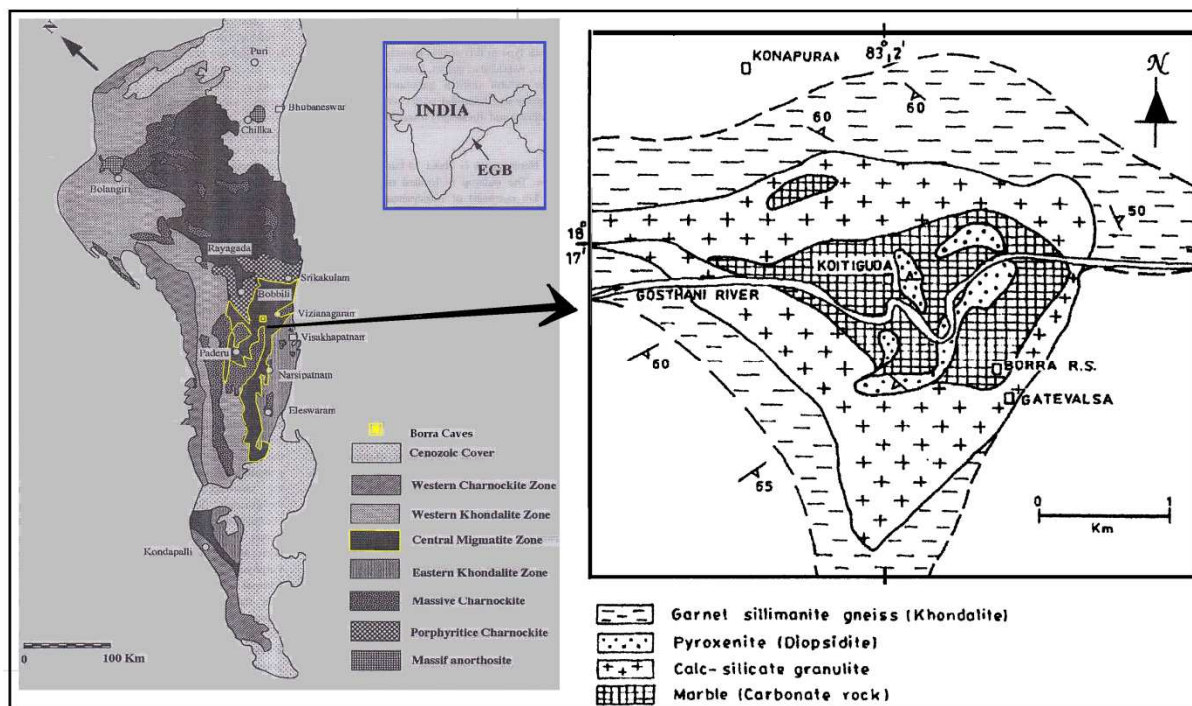 N
Puri
Bhubaneswar
Chillka
Bolangiri
Rayagada
Srikakulam
Bobbili
Vizianagaram
Visakhapatnam
Paderu
Narsipatnam
Eleswaram
Kondapalli
Borra Caves
Cenozoic Cover
Western Charnockite Zone
Western Khondalite Zone
Central Migmatite Zone
Eastern Khondalite Zone
Massive Charnockite
Porphyritice Charnockite
Massif anorthosite
0 100 Km
INDIA
EGB
83° 2'
KONAPURAM
N
60
60
50
18°
17'
KOITIGUDA
GOSTHANI RIVER
60
BORRA R.S.
GATEVALSA
65
0 1
Km
Garnet sillimanite gneiss (Khondalite)
Pyroxenite (Diopsidite)
Calc-silicate granulite
Marble (Carbonate rock)